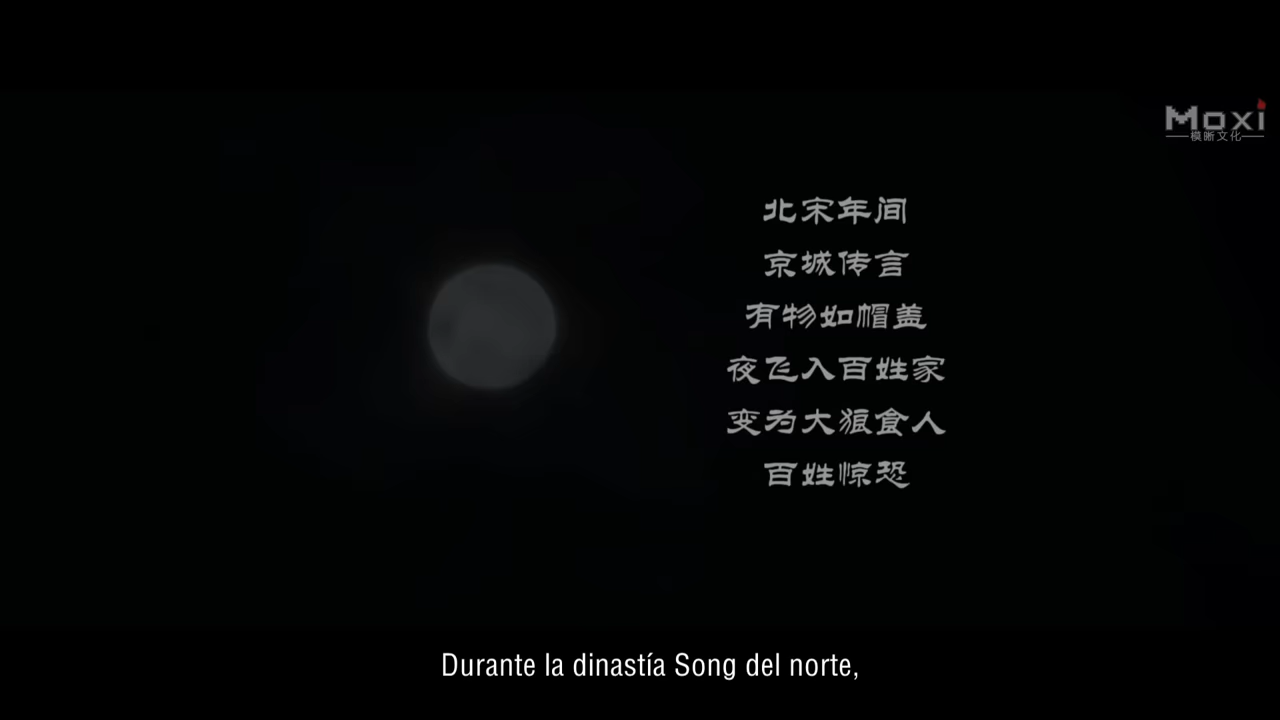 Moxi
模晰文化
北宋年间
京城传言
有物如帽盖
夜飞入百姓家
变为大狼食人
百姓惊恐
Durante la dinastía Song del norte,